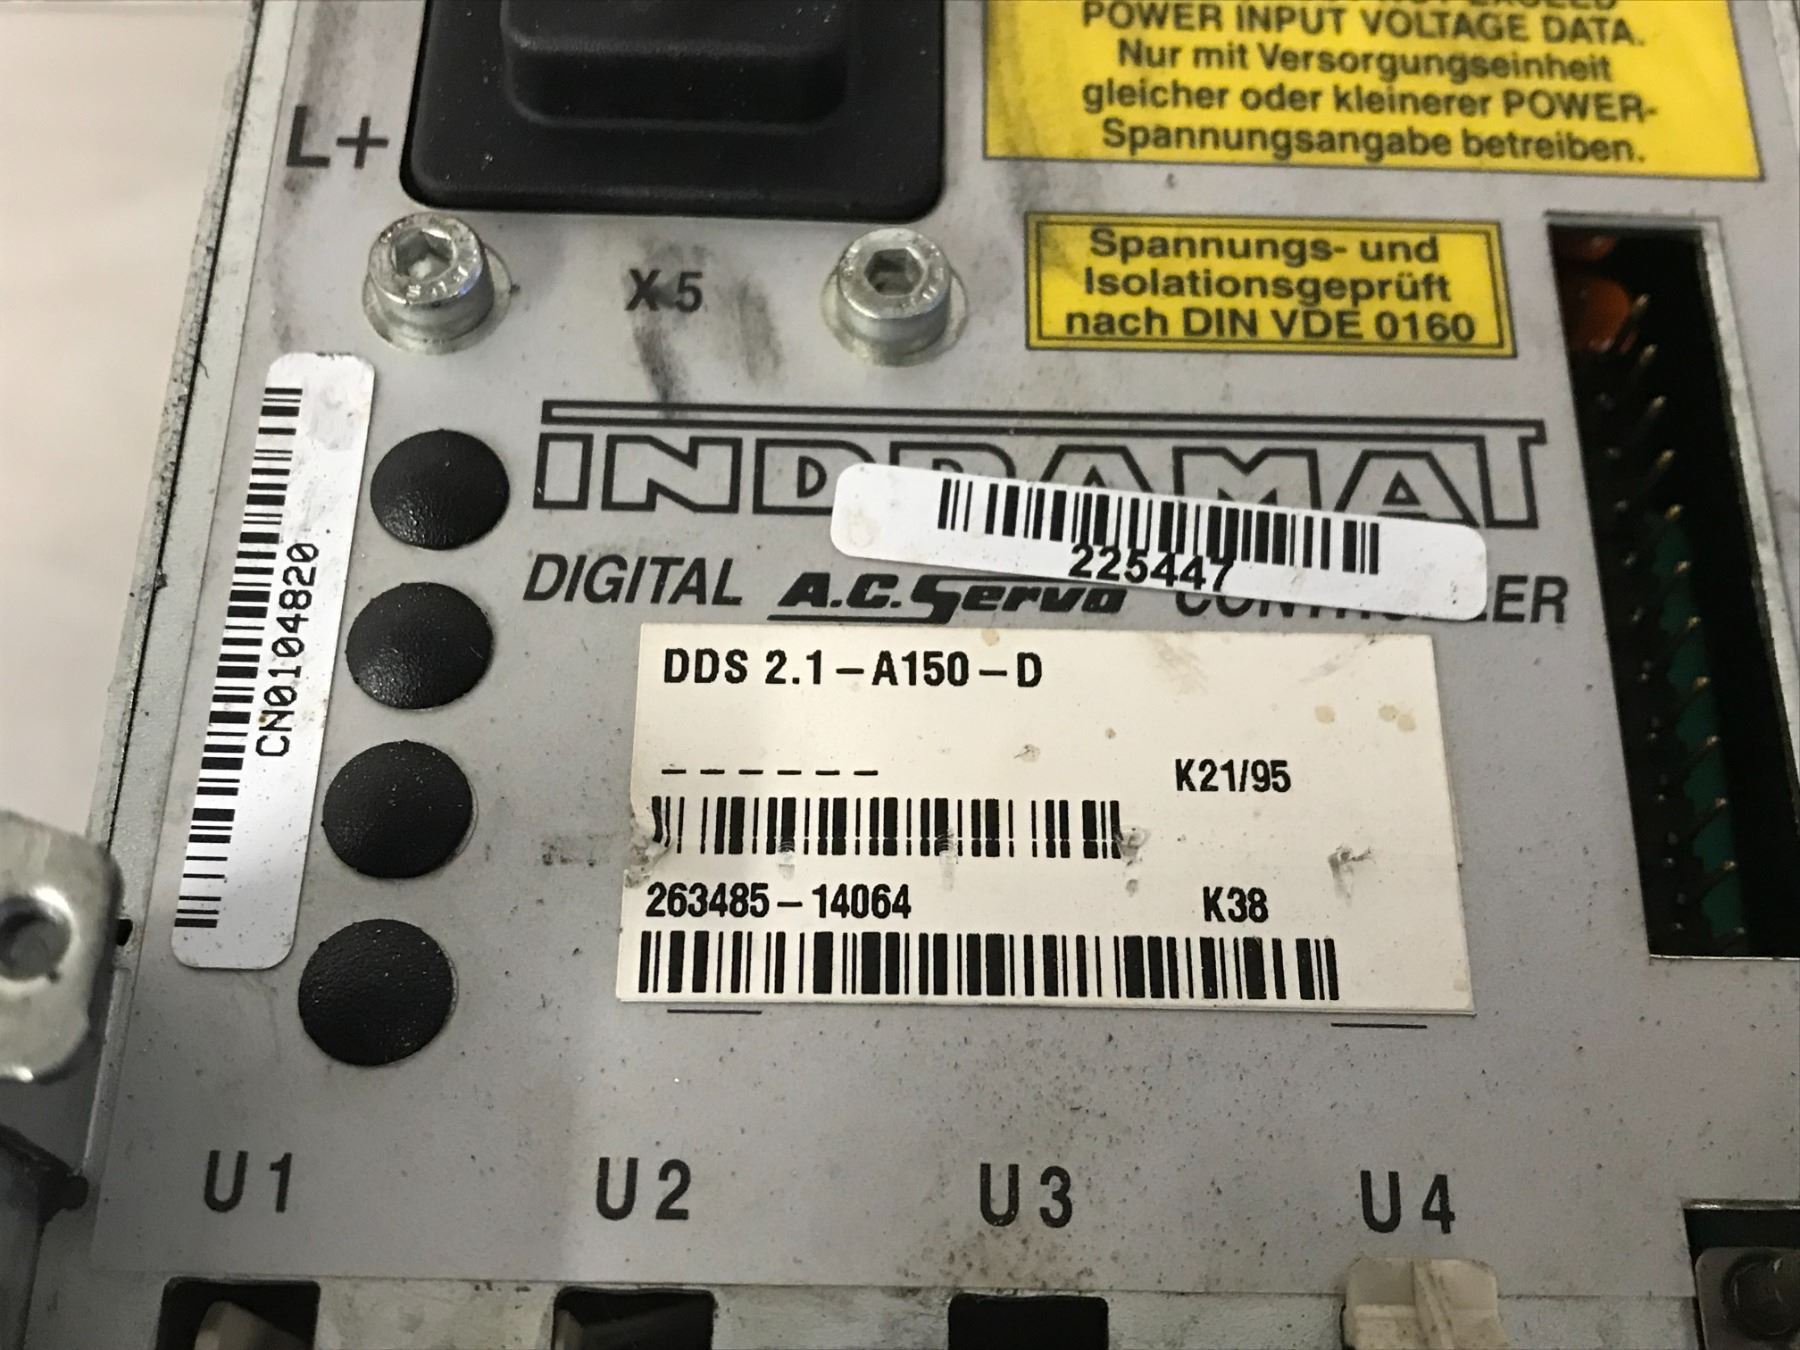 POWER INPUT VOLTAGE DATA.
Nur mit Versorgungseinheit
gleicher oder kleinerer POWER-
Spannungsangabe betreiben.
L+
X5
Spannungs- und
Isolationsgeprüft
nach DIN VDE 0160
INDRAMAT
225447
DIGITAL A.C. Servo CONTROLLER
CN0104820
DDS 2.1-A150-D
------ K21/95
263485-14064 K38
U1 U2 U3 U4